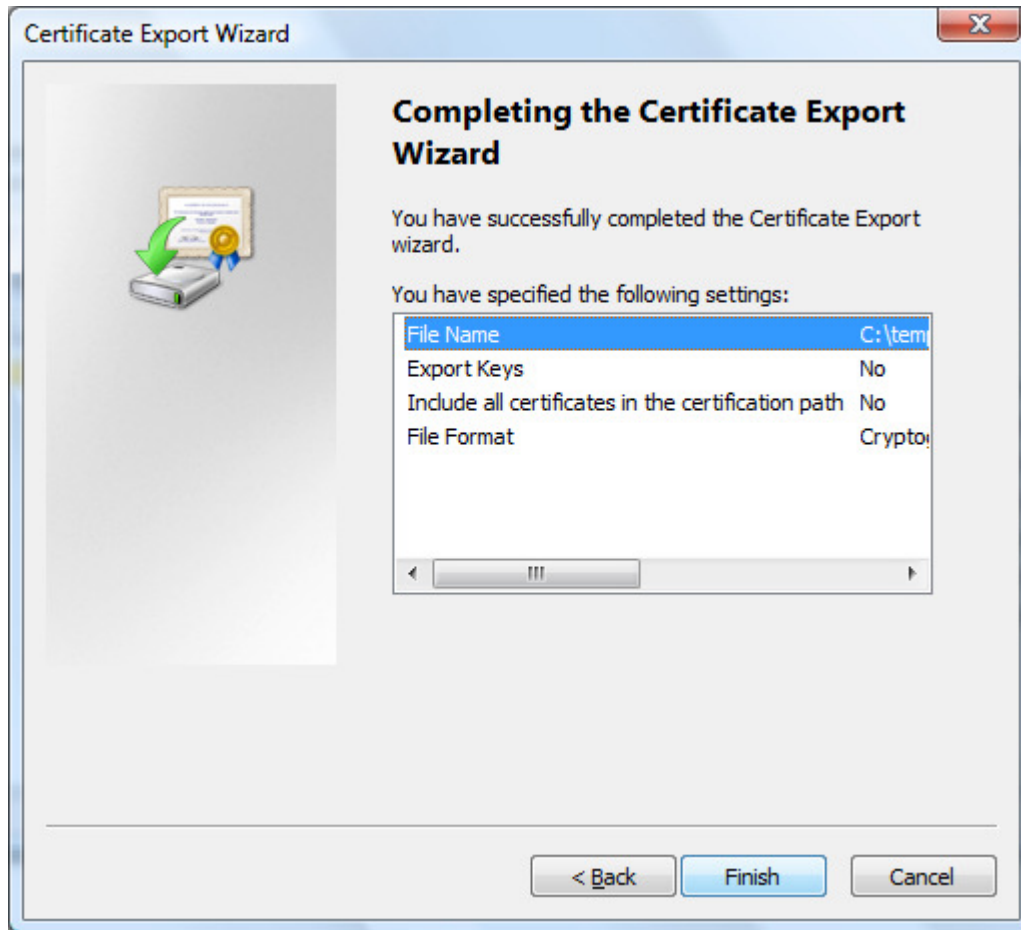 Certificate Export Wizard
Completing the Certificate Export
Wizard
You have successfully completed the Certificate Export
wizard.
You have specified the following settings:
File Name C:\tem
Export Keys No
Include all certificates in the certification path No
File Format Crypto
< Back Finish Cancel